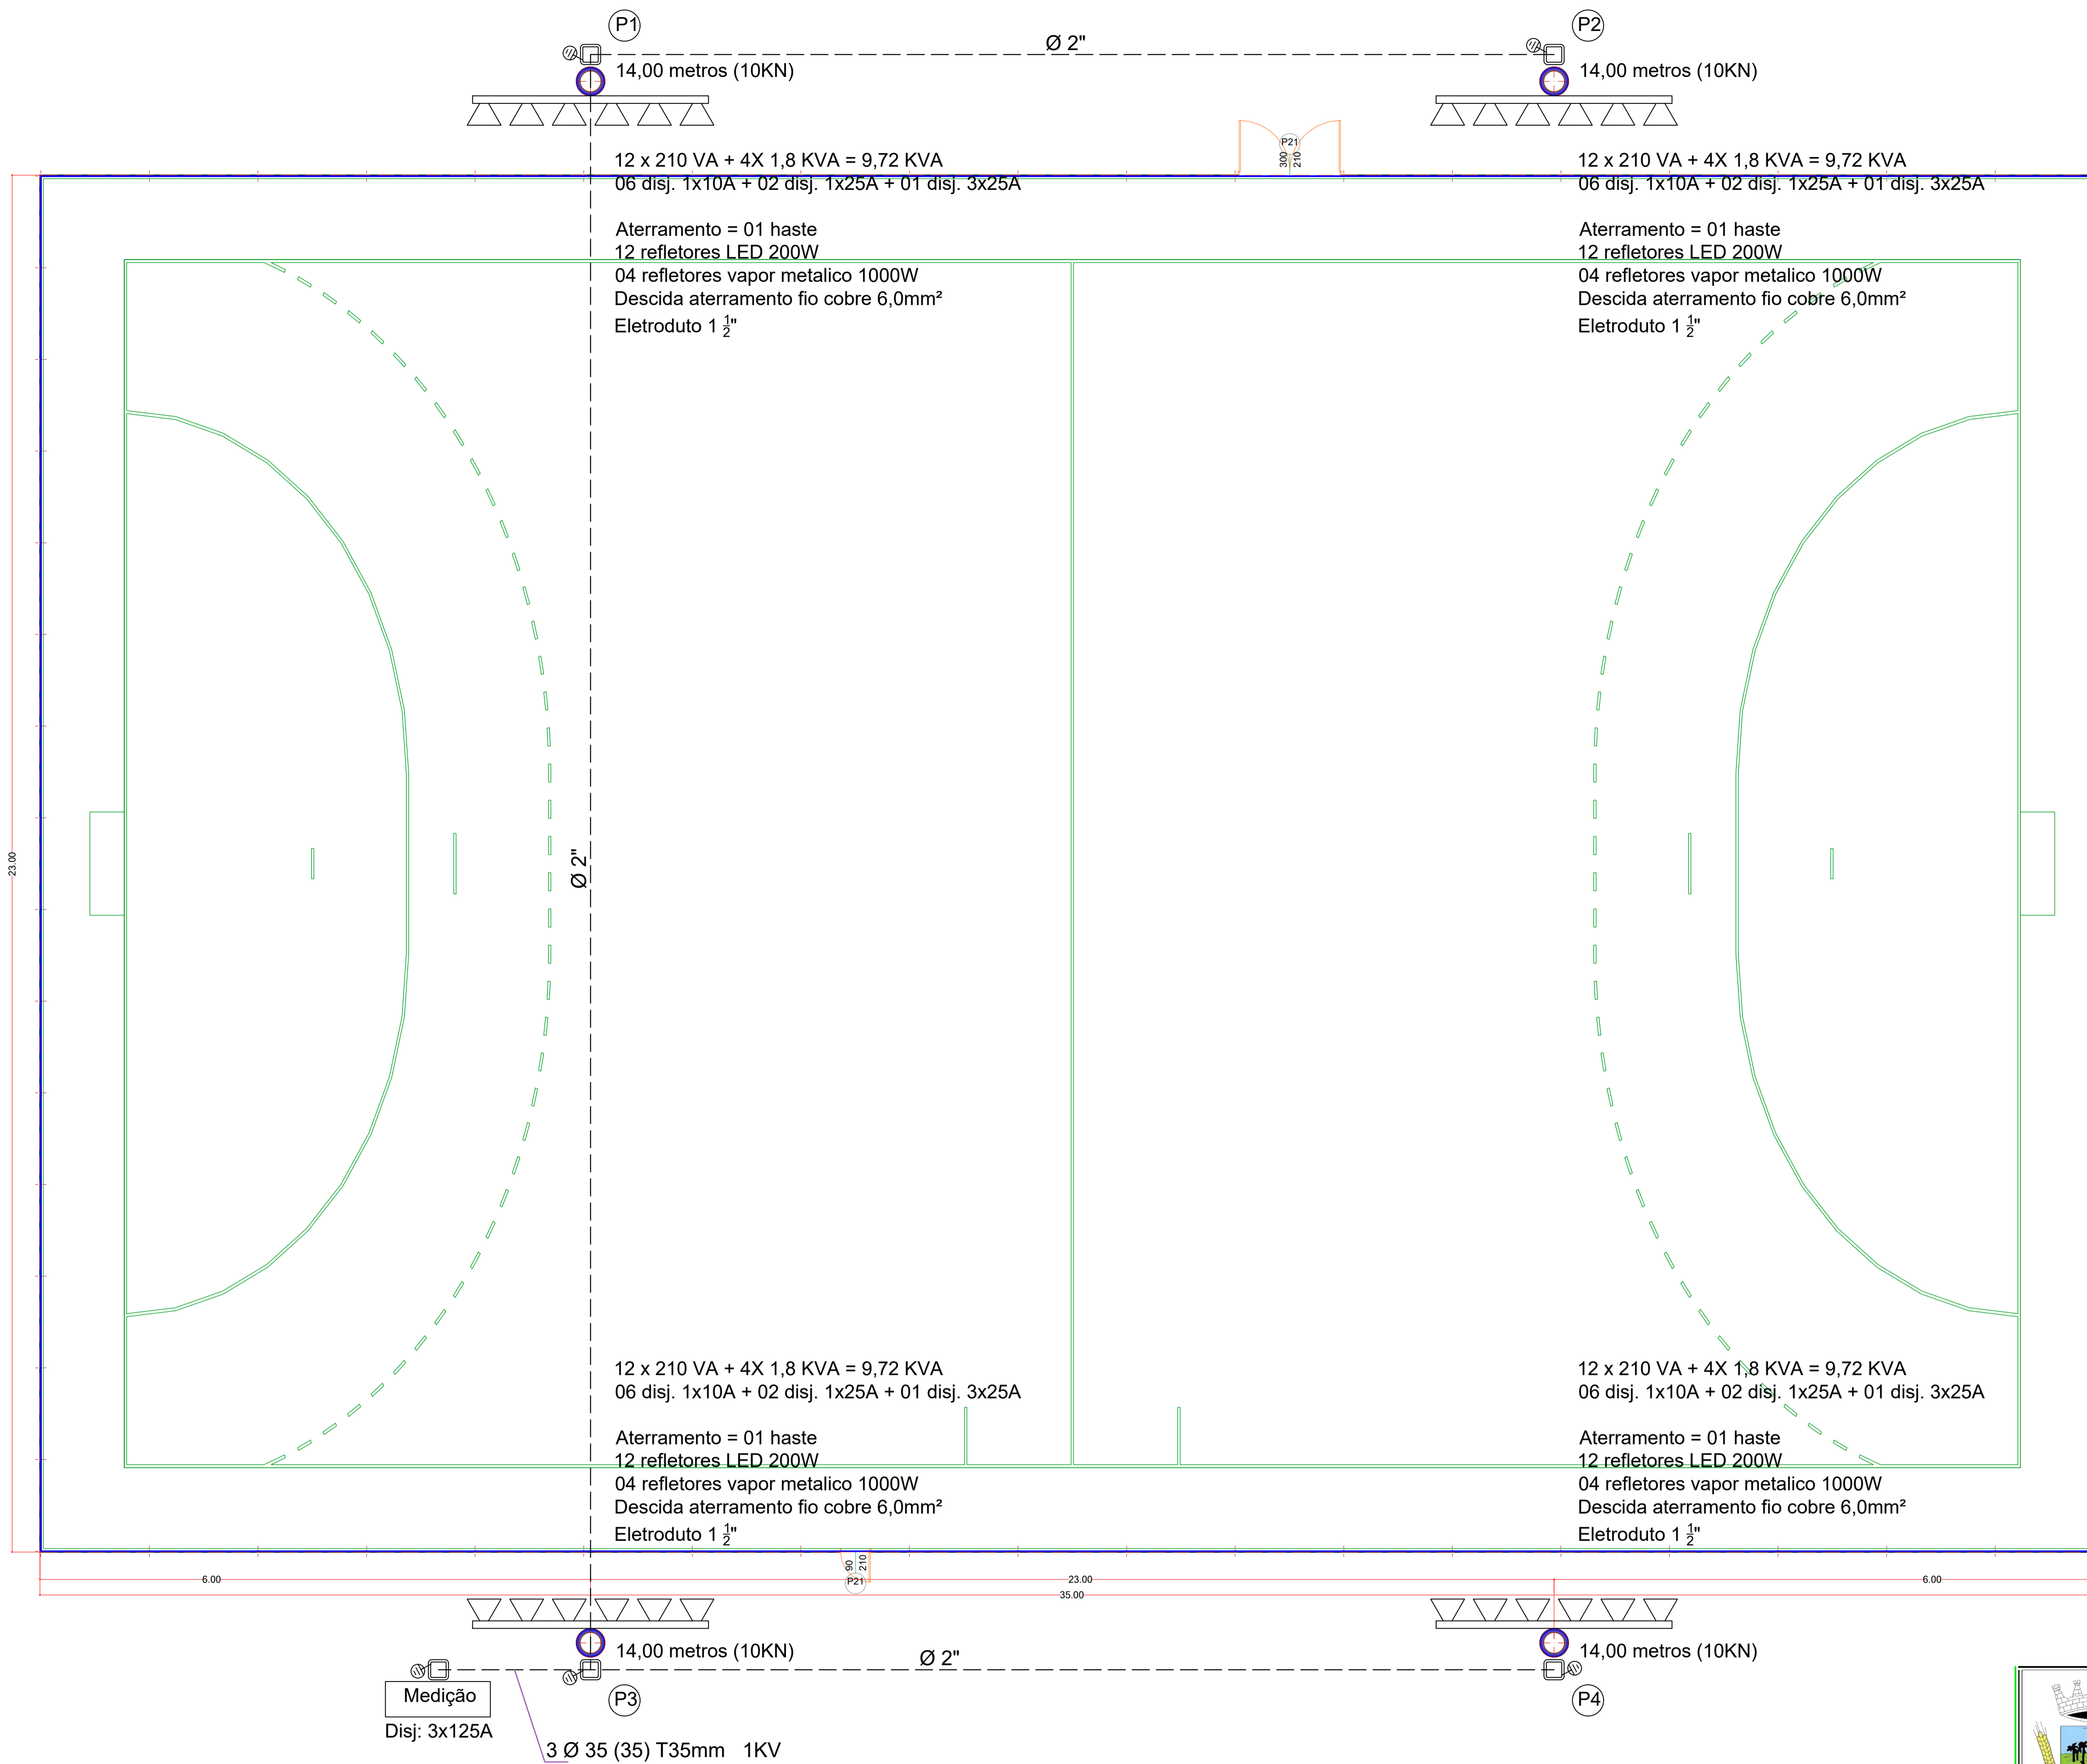 P1
P2
Ø 2"
14,00 metros (10KN)
14,00 metros (10KN)
P21
300
210
12 x 210 VA + 4X 1,8 KVA = 9,72 KVA
06 disj. 1x10A + 02 disj. 1x25A + 01 disj. 3x25A
Aterramento = 01 haste
12 refletores LED 200W
04 refletores vapor metalico 1000W
Descida aterramento fio cobre 6,0mm²
Eletroduto 1 1/2"
12 x 210 VA + 4X 1,8 KVA = 9,72 KVA
06 disj. 1x10A + 02 disj. 1x25A + 01 disj. 3x25A
Aterramento = 01 haste
12 refletores LED 200W
04 refletores vapor metalico 1000W
Descida aterramento fio cobre 6,0mm²
Eletroduto 1 1/2"
23.00
Ø 2"
12 x 210 VA + 4X 1,8 KVA = 9,72 KVA
06 disj. 1x10A + 02 disj. 1x25A + 01 disj. 3x25A
Aterramento = 01 haste
12 refletores LED 200W
04 refletores vapor metalico 1000W
Descida aterramento fio cobre 6,0mm²
Eletroduto 1 1/2"
12 x 210 VA + 4X 1,8 KVA = 9,72 KVA
06 disj. 1x10A + 02 disj. 1x25A + 01 disj. 3x25A
Aterramento = 01 haste
12 refletores LED 200W
04 refletores vapor metalico 1000W
Descida aterramento fio cobre 6,0mm²
Eletroduto 1 1/2"
90
210
P21
6.00
23.00
6.00
35.00
14,00 metros (10KN)
Ø 2"
14,00 metros (10KN)
Medição
P3
P4
Disj: 3x125A
3 Ø 35 (35) T35mm 1KV